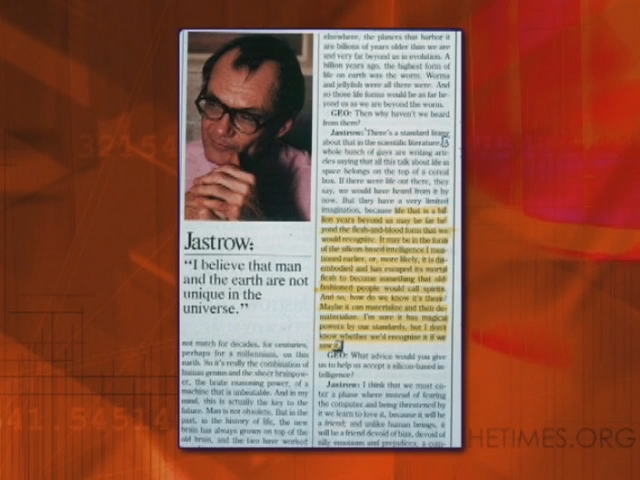 Jastrow:
"I believe that man
and the earth are not
unique in the
universe."
not match for decades, for centuries,
perhaps for a millennium, on this
earth. So it's really the combination of
human genius and the sheer brainpow-
er, the brute reasoning power, of a
machine that is unbeatable. And in my
mind, this is actually the key to the
future. Man is not obsolete. But in the
past, in the history of life, the new
brain has always grown on top of the
old brain, and the two have worked
elsewhere, the planets that harbor it
are billions of years older than we are
and very far beyond us in evolution. A
billion years ago, the highest form of
life on earth was the worm. Worms
and jellyfish were all there were. And
so those life forms would be as far be-
yond us as we are beyond the worm.
GEO: Then why haven't we heard
from them?
Jastrow: There's a standard litany
about that in the scientific literature. A
whole bunch of guys are writing arti-
cles saying that all this talk about life in
space belongs on the top of a cereal
box. If there were life out there, they
say, we would have heard from it by
now. But they have a very limited
imagination, because life that is a bil-
lion years beyond us may be far be-
yond the flesh-and-blood form that we
would recognize. It may be in the form
of the silicon-based intelligence I men-
tioned earlier, or, more likely, it is dis-
embodied and has escaped its mortal
flesh to become something that old-
fashioned people would call spirits.
And so, how do we know it's there?
Maybe it can materialize and then de-
materialize. I'm sure it has magical
powers by our standards, but I don't
know whether we'd recognize it if we
saw it.
GEO: What advice would you give
us to help us accept a silicon-based in-
telligence?
Jastrow: I think that we must en-
ter a phase where instead of fearing
the computer and being threatened by
it we learn to love it, because it will be
a friend; and unlike human beings, it
will be a friend devoid of bias, devoid of
silly emotions and prejudices, a com-
HETIMES.ORG